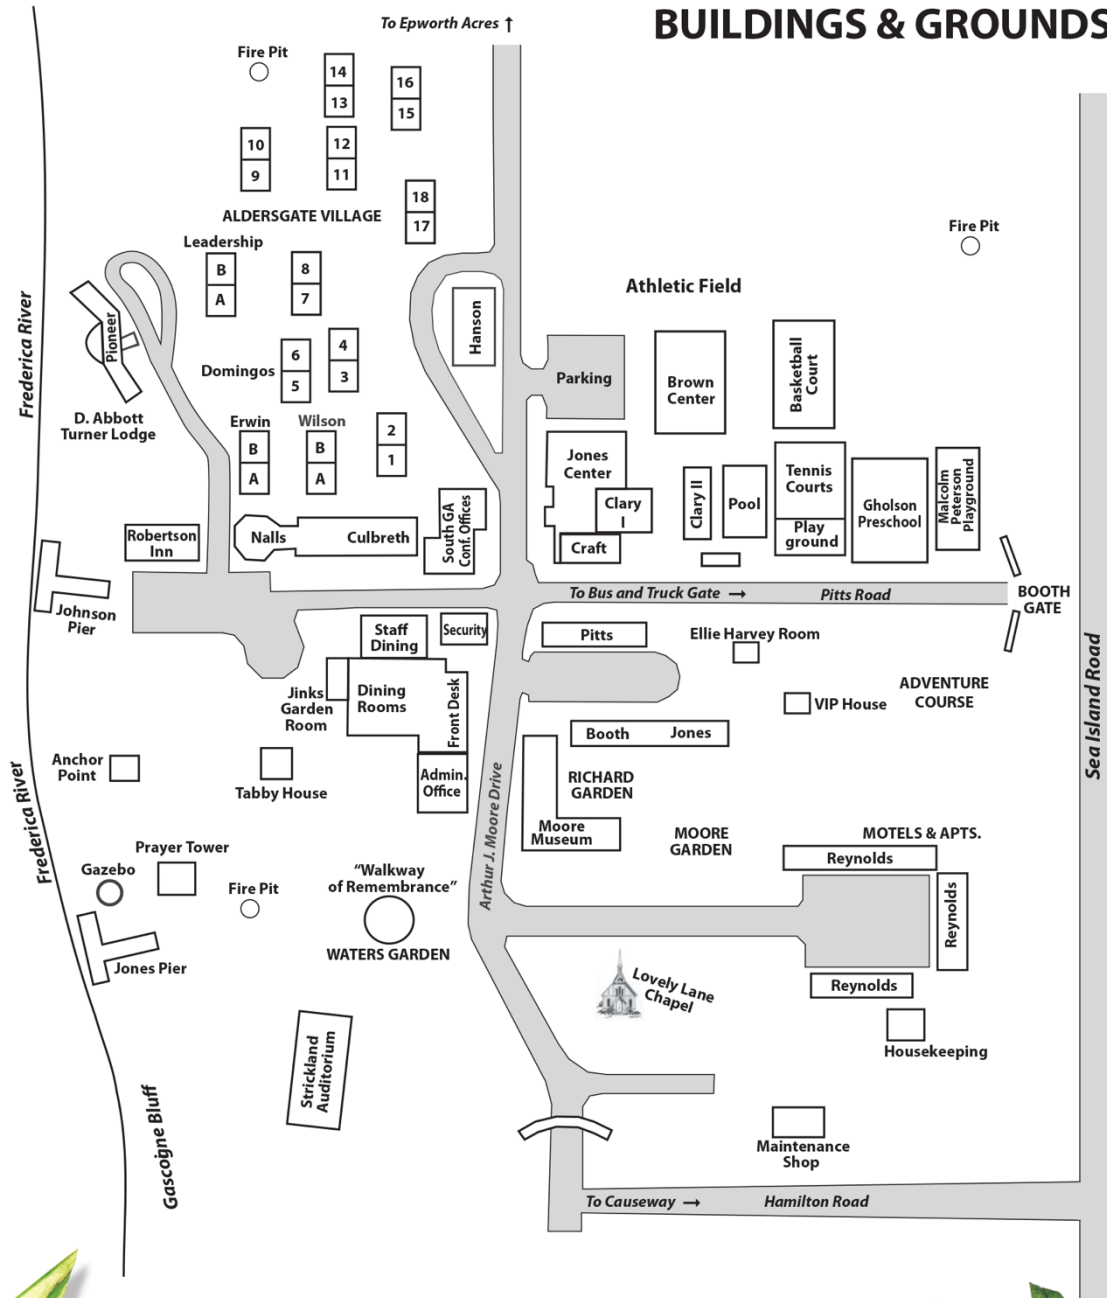 BUILDINGS & GROUNDS
To Epworth Acres ↑
Fire Pit
14
13
16
15
10
9
12
11
18
17
ALDERSGATE VILLAGE
Leadership
B
A
8
7
Fire Pit
Athletic Field
Frederica River
Pioneer
D. Abbott
Turner Lodge
Domingos
6
5
4
3
Hanson
Parking
Brown
Center
Basketball
Court
Erwin
B
A
Wilson
B
A
2
1
Jones
Center
Clary
I
Craft
Clary II
Pool
Tennis
Courts
Play
ground
Gholson
Preschool
Malcolm
Peterson
Playground
Robertson
Inn
Nalls
Culbreth
South GA
Conf. Offices
Johnson
Pier
To Bus and Truck Gate →
Pitts Road
BOOTH
GATE
Staff
Dining
Security
Pitts
Ellie Harvey Room
Jinks
Garden
Room
Dining
Rooms
Front Desk
VIP House
ADVENTURE
COURSE
Sea Island Road
Booth
Jones
Anchor
Point
Tabby House
Admin.
Office
Arthur J. Moore Drive
RICHARD
GARDEN
Moore
Museum
MOORE
GARDEN
MOTELS & APTS.
Reynolds
Frederica River
Prayer Tower
Gazebo
Fire Pit
"Walkway
of Remembrance"
WATERS GARDEN
Reynolds
Jones Pier
Lovely Lane
Chapel
Reynolds
Housekeeping
Strickland
Auditorium
Gascoigne Bluff
Maintenance
Shop
To Causeway →
Hamilton Road